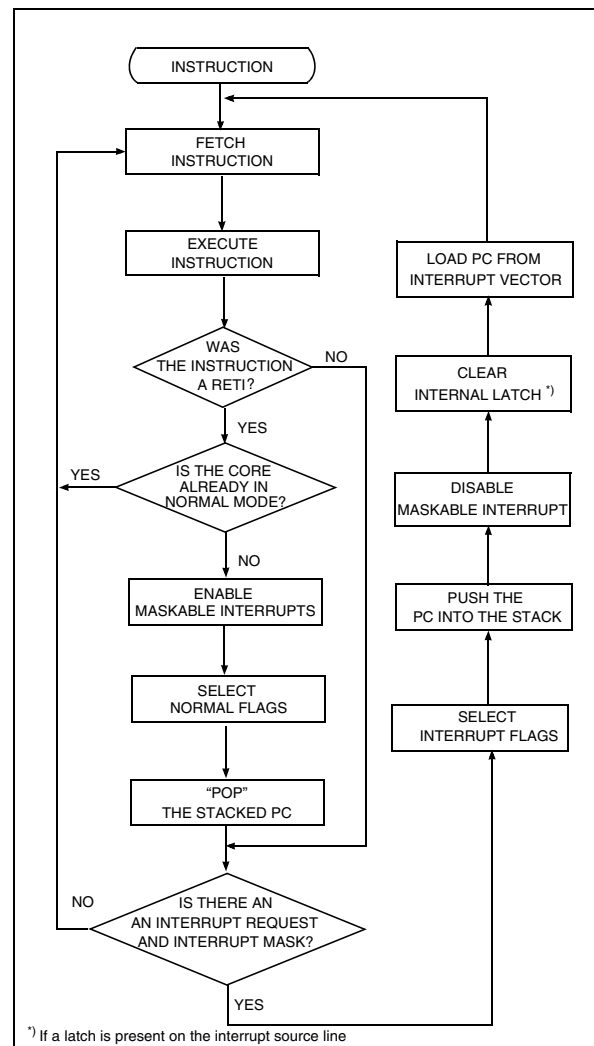 INSTRUCTION
FETCH
INSTRUCTION
EXECUTE
INSTRUCTION
WAS
THE INSTRUCTION
A RETI?
NO
YES
IS THE CORE
ALREADY IN
NORMAL MODE?
YES
NO
ENABLE
MASKABLE INTERRUPTS
SELECT
NORMAL FLAGS
“POP”
THE STACKED PC
IS THERE AN
AN INTERRUPT REQUEST
AND INTERRUPT MASK?
NO
YES
SELECT
INTERRUPT FLAGS
PUSH THE
PC INTO THE STACK
DISABLE
MASKABLE INTERRUPT
CLEAR
INTERNAL LATCH *)
LOAD PC FROM
INTERRUPT VECTOR
*) If a latch is present on the interrupt source line